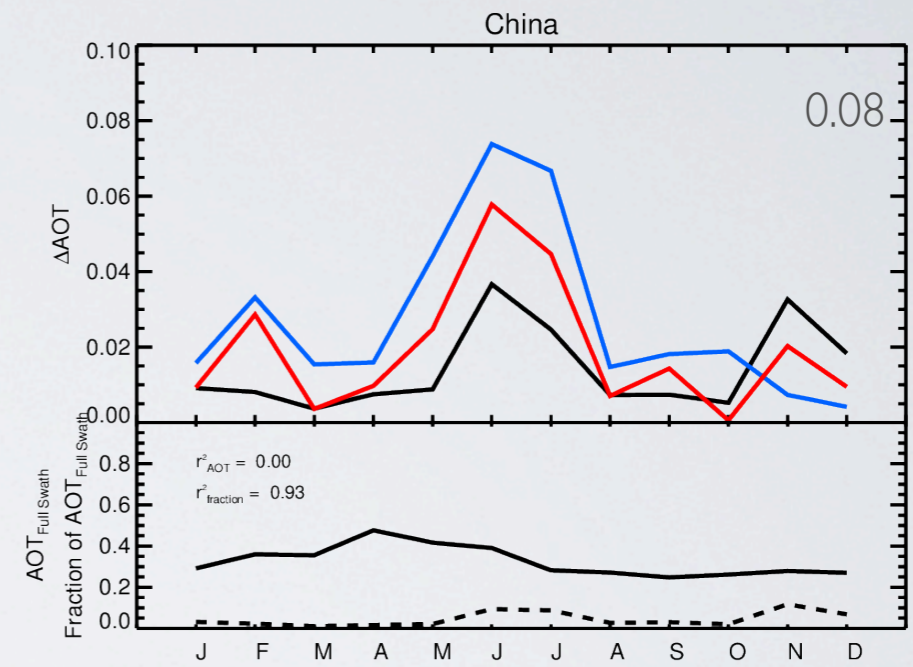 China
0.10
0.08
0.08
0.06
0.04
0.02
0.00
ΔAOT
r²AOT = 0.00
r²fraction = 0.93
0.8
0.6
0.4
0.2
0.0
AOTFull Swath
Fraction of AOTFull Swath
J F M A M J J A S O N D